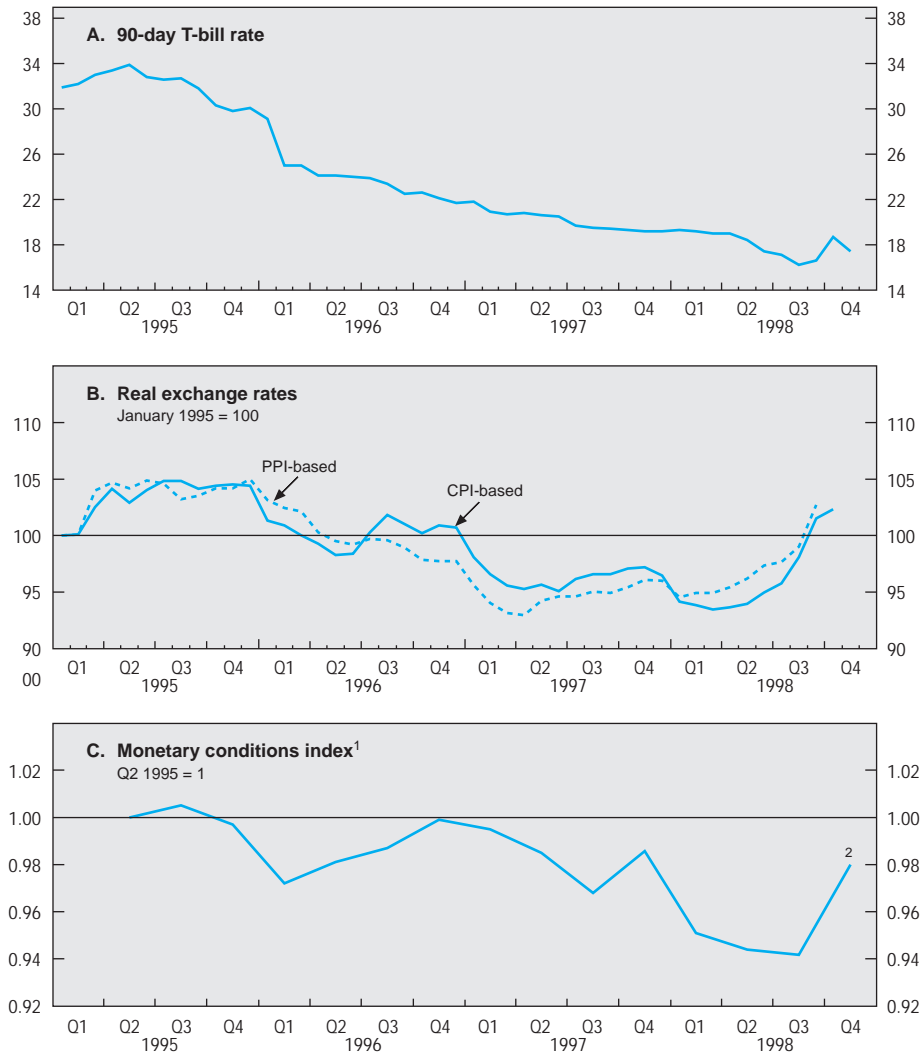 A. 90-day T-bill rate
38 38
34 34
30 30
26 26
22 22
18 18
14 14
Q1 Q2 Q3 Q4 Q1 Q2 Q3 Q4 Q1 Q2 Q3 Q4 Q1 Q2 Q3 Q4
1995 1996 1997 1998
B. Real exchange rates
January 1995 = 100
110 110
PPI-based
105 105
CPI-based
100 100
95 95
90 90
00
Q1 Q2 Q3 Q4 Q1 Q2 Q3 Q4 Q1 Q2 Q3 Q4 Q1 Q2 Q3 Q4
1995 1996 1997 1998
C. Monetary conditions index1
Q2 1995 = 1
1.02 1.02
1.00 1.00
2
0.98 0.98
0.96 0.96
0.94 0.94
0.92 0.92
Q1 Q2 Q3 Q4 Q1 Q2 Q3 Q4 Q1 Q2 Q3 Q4 Q1 Q2 Q3 Q4
1995 1996 1997 1998